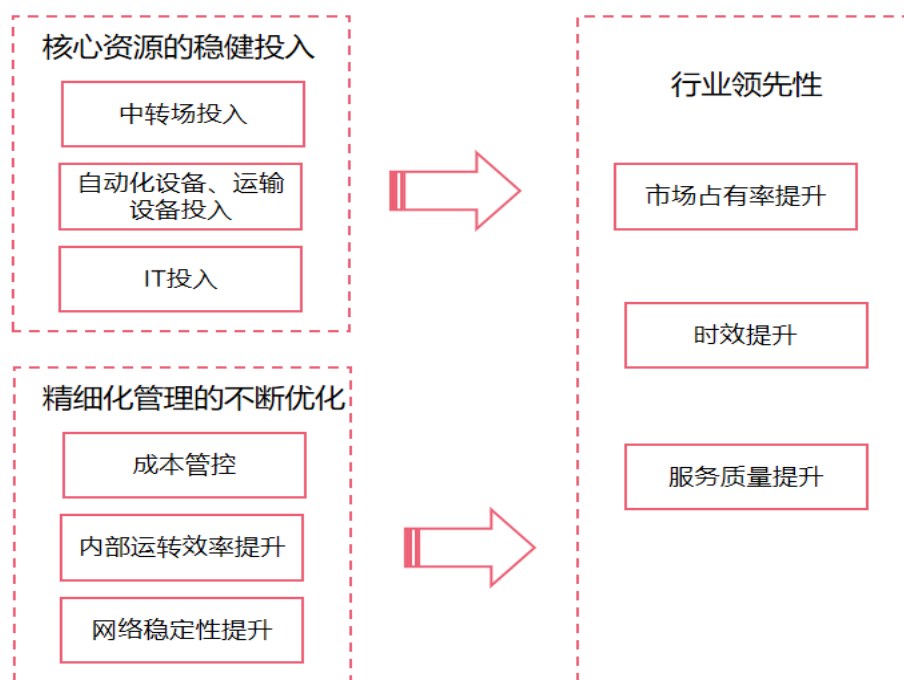 核心资源的稳健投入
中转场投入
自动化设备、运输
设备投入
IT投入
精细化管理的不断优化
成本管控
内部运转效率提升
网络稳定性提升
行业领先性
市场占有率提升
时效提升
服务质量提升